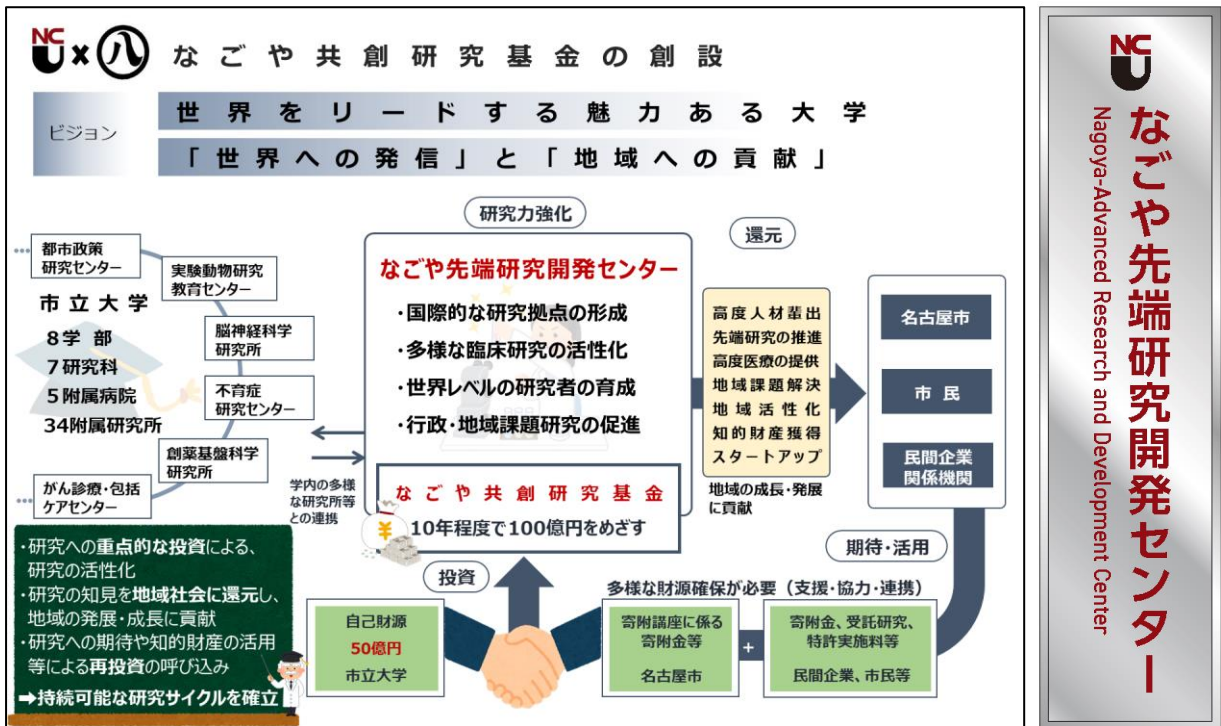 NCU×八 なごや共創研究基金の創設
ビジョン
世界をリードする魅力ある大学
「世界への発信」と「地域への貢献」
研究力強化
還元
都市政策
研究センター
実験動物研究
教育センター
脳神経科学
研究所
不育症
研究センター
創薬基盤科学
研究所
がん診療・包括
ケアセンター
市立大学
8学部
7研究科
5附属病院
34附属研究所
学内の多様
な研究所等
との連携
なごや先端研究開発センター
・国際的な研究拠点の形成
・多様な臨床研究の活性化
・世界レベルの研究者の育成
・行政・地域課題研究の促進
なごや共創研究基金
10年程度で100億円をめざす
¥
高度人材輩出
先端研究の推進
高度医療の提供
地域課題解決
地域活性化
知的財産獲得
スタートアップ
地域の成長・発展
に貢献
名古屋市
市民
民間企業
関係機関
期待・活用
投資
多様な財源確保が必要（支援・協力・連携）
自己財源
50億円
市立大学
寄附講座に係る
寄附金等
名古屋市
+
寄附金、受託研究、
特許実施料等
民間企業、市民等
・研究への重点的な投資による、
研究の活性化
・研究の知見を地域社会に還元し、
地域の発展・成長に貢献
・研究への期待や知的財産の活用
等による再投資の呼び込み
➡持続可能な研究サイクルを確立
NCU
なごや先端研究開発センター
Nagoya-Advanced Research and Development Center